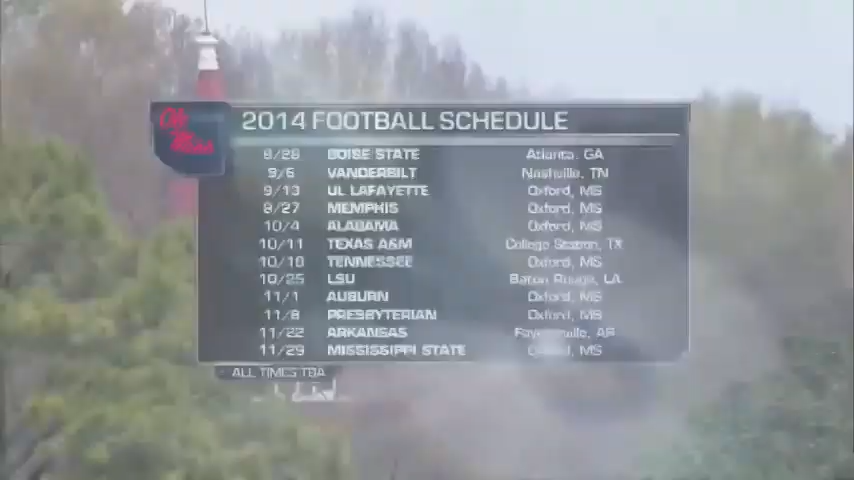 Ole Miss
2014 FOOTBALL SCHEDULE
8/28 BOISE STATE Atlanta, GA
9/6 VANDERBILT Nashville, TN
9/13 UL LAFAYETTE Oxford, MS
9/27 MEMPHIS Oxford, MS
10/4 ALABAMA Oxford, MS
10/11 TEXAS A&M College Station, TX
10/18 TENNESSEE Oxford, MS
10/25 LSU Baton Rouge, LA
11/1 AUBURN Oxford, MS
11/8 PRESBYTERIAN Oxford, MS
11/22 ARKANSAS Fayetteville, AR
11/29 MISSISSIPPI STATE Oxford, MS
ALL TIMES TBA